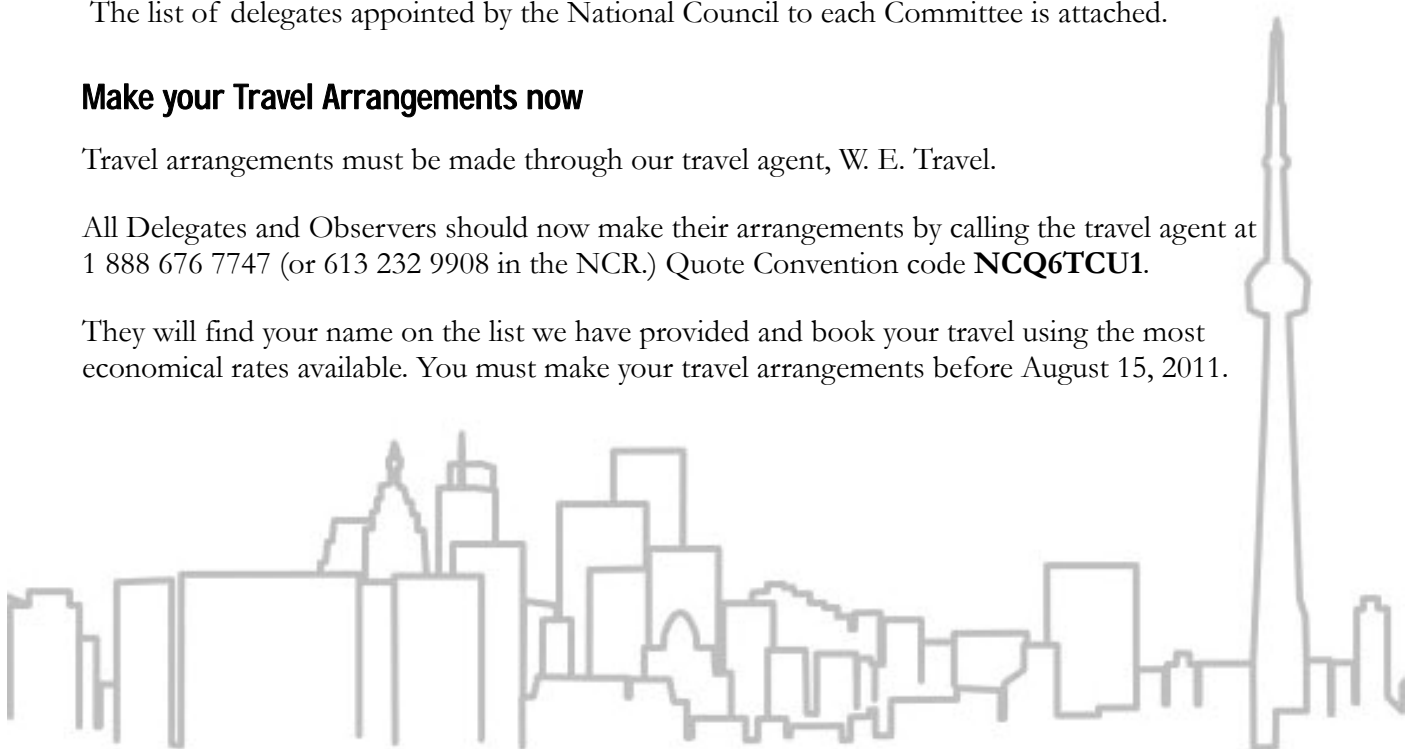 The list of delegates appointed by the National Council to each Committee is attached.
Make your Travel Arrangements now
Travel arrangements must be made through our travel agent, W. E. Travel.
All Delegates and Observers should now make their arrangements by calling the travel agent at
1 888 676 7747 (or 613 232 9908 in the NCR.) Quote Convention code NCQ6TCU1.
They will find your name on the list we have provided and book your travel using the most
economical rates available. You must make your travel arrangements before August 15, 2011.